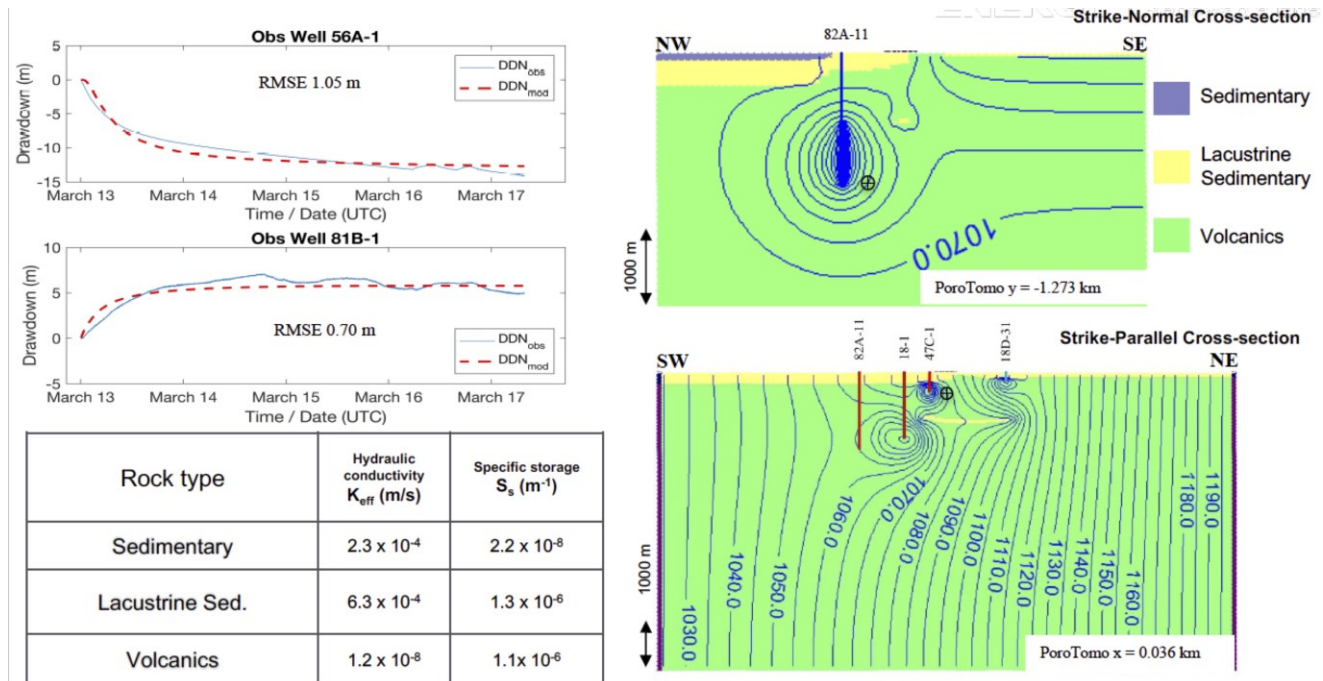 Strike-Normal Cross-section
Obs Well 56A-1
RMSE 1.05 m
DDN_obs
DDN_mod
Drawdown (m)
5
0
-5
-10
-15
March 13 March 14 March 15 March 16 March 17
Time / Date (UTC)
Obs Well 81B-1
RMSE 0.70 m
DDN_obs
DDN_mod
Drawdown (m)
10
5
0
-5
March 13 March 14 March 15 March 16 March 17
Time / Date (UTC)
Rock type
Hydraulic
conductivity
K_eff (m/s)
Specific storage
S_s (m^-1)
Sedimentary 2.3 x 10^-4 2.2 x 10^-8
Lacustrine Sed. 6.3 x 10^-4 1.3 x 10^-6
Volcanics 1.2 x 10^-8 1.1x 10^-6
NW 82A-11 SE
1070.0
1000 m
PoroTomo y = -1.273 km
Sedimentary
Lacustrine
Sedimentary
Volcanics
Strike-Parallel Cross-section
SW NE
82A-11
18-1
47C-1
18D-31
1030.0
1040.0
1050.0
1060.0
1070.0
1080.0
1090.0
1100.0
1110.0
1120.0
1130.0
1140.0
1150.0
1160.0
1180.0
1190.0
1000 m
PoroTomo x = 0.036 km